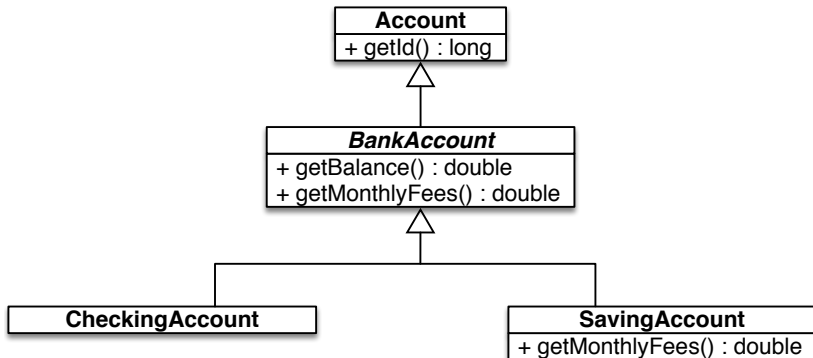 Account
+ getId() : long
BankAccount
+ getBalance() : double
+ getMonthlyFees() : double
CheckingAccount
SavingAccount
+ getMonthlyFees() : double